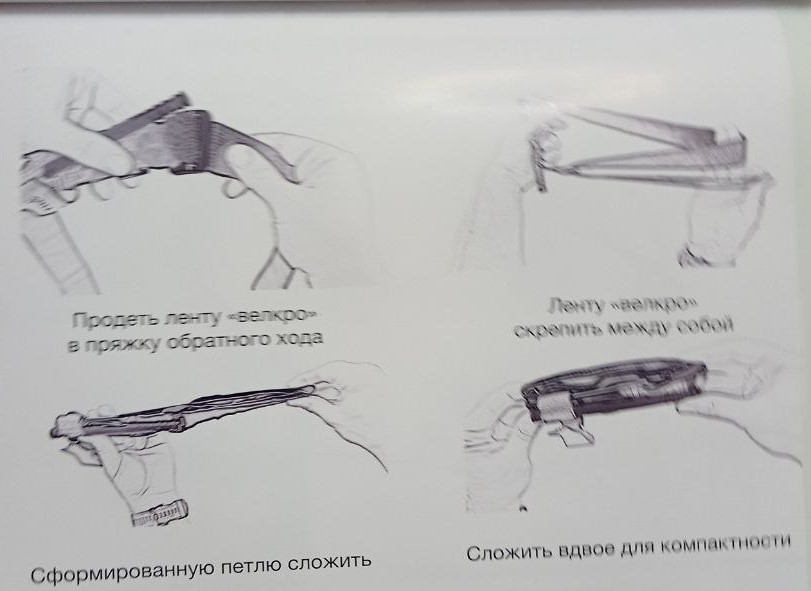 Продеть ленту «велкро»
в пряжку обратного хода
Ленту «велкро»
скрепить между собой
Сформированную петлю сложить
Сложить вдвое для компактности